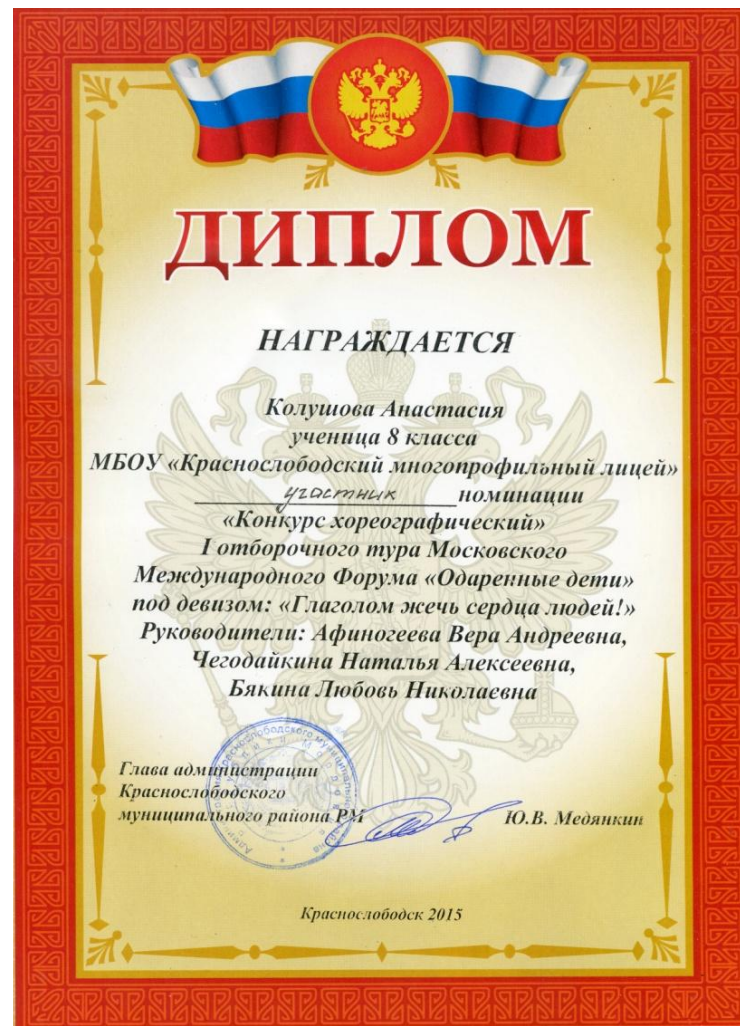 ДИПЛОМ
НАГРАЖДАЕТСЯ
Колушова Анастасия
ученица 8 класса
МБОУ «Краснослободский многопрофильный лицей»
участник номинации
«Конкурс хореографический»
I отборочного тура Московского
Международного Форума «Одаренные дети»
под девизом: «Глаголом жечь сердца людей!»
Руководители: Афиногеева Вера Андреевна,
Чегодайкина Наталья Алексеевна,
Бякина Любовь Николаевна
Глава администрации
Краснослободского
муниципального района РМ
Ю.В. Медянкин
Краснослободск 2015